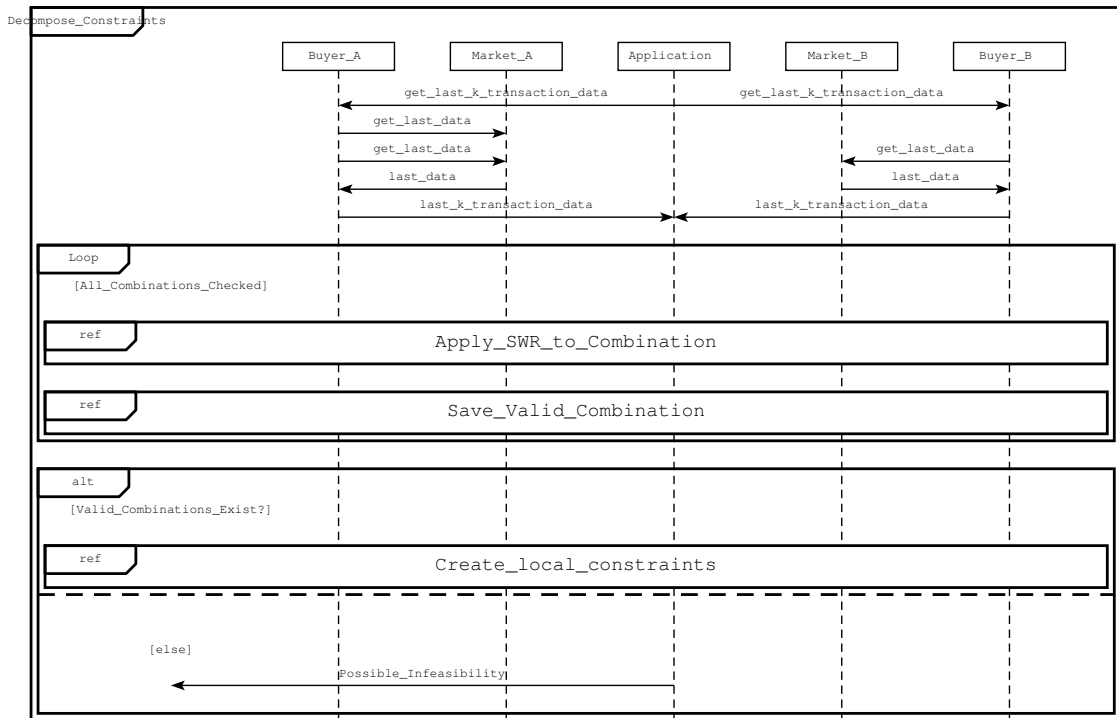 Decompose_Constraints
Buyer_A Market_A Application Market_B Buyer_B
get_last_k_transaction_data get_last_k_transaction_data
get_last_data
get_last_data get_last_data
last_data last_data
last_k_transaction_data last_k_transaction_data
Loop
[All_Combinations_Checked]
ref
Apply_SWR_to_Combination
ref
Save_Valid_Combination
alt
[Valid_Combinations_Exist?]
ref
Create_local_constraints
[else]
Possible_Infeasibility